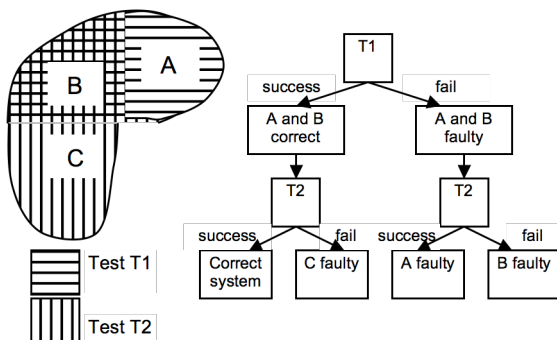 A
B
C
Test T1
Test T2
T1
success
fail
A and B
correct
A and B
faulty
T2
T2
success
fail
success
fail
Correct
system
C faulty
A faulty
B faulty